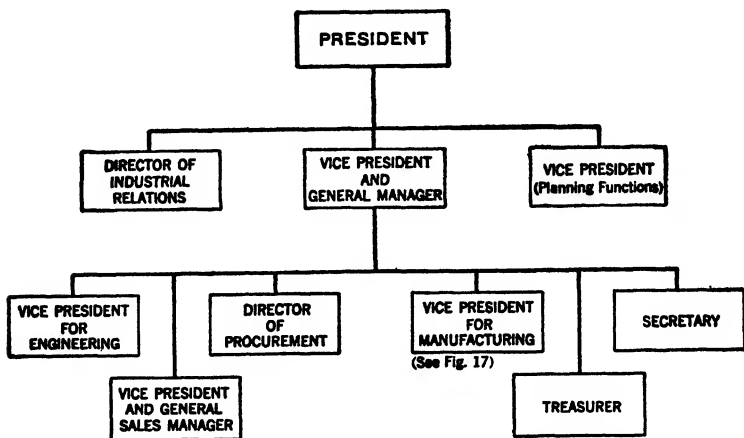 PRESIDENT
DIRECTOR OF
INDUSTRIAL
RELATIONS
VICE PRESIDENT
AND
GENERAL MANAGER
VICE PRESIDENT
(Planning Functions)
VICE PRESIDENT
FOR
ENGINEERING
VICE PRESIDENT
AND GENERAL
SALES MANAGER
DIRECTOR
OF
PROCUREMENT
VICE PRESIDENT
FOR
MANUFACTURING
(See Fig. 17)
TREASURER
SECRETARY